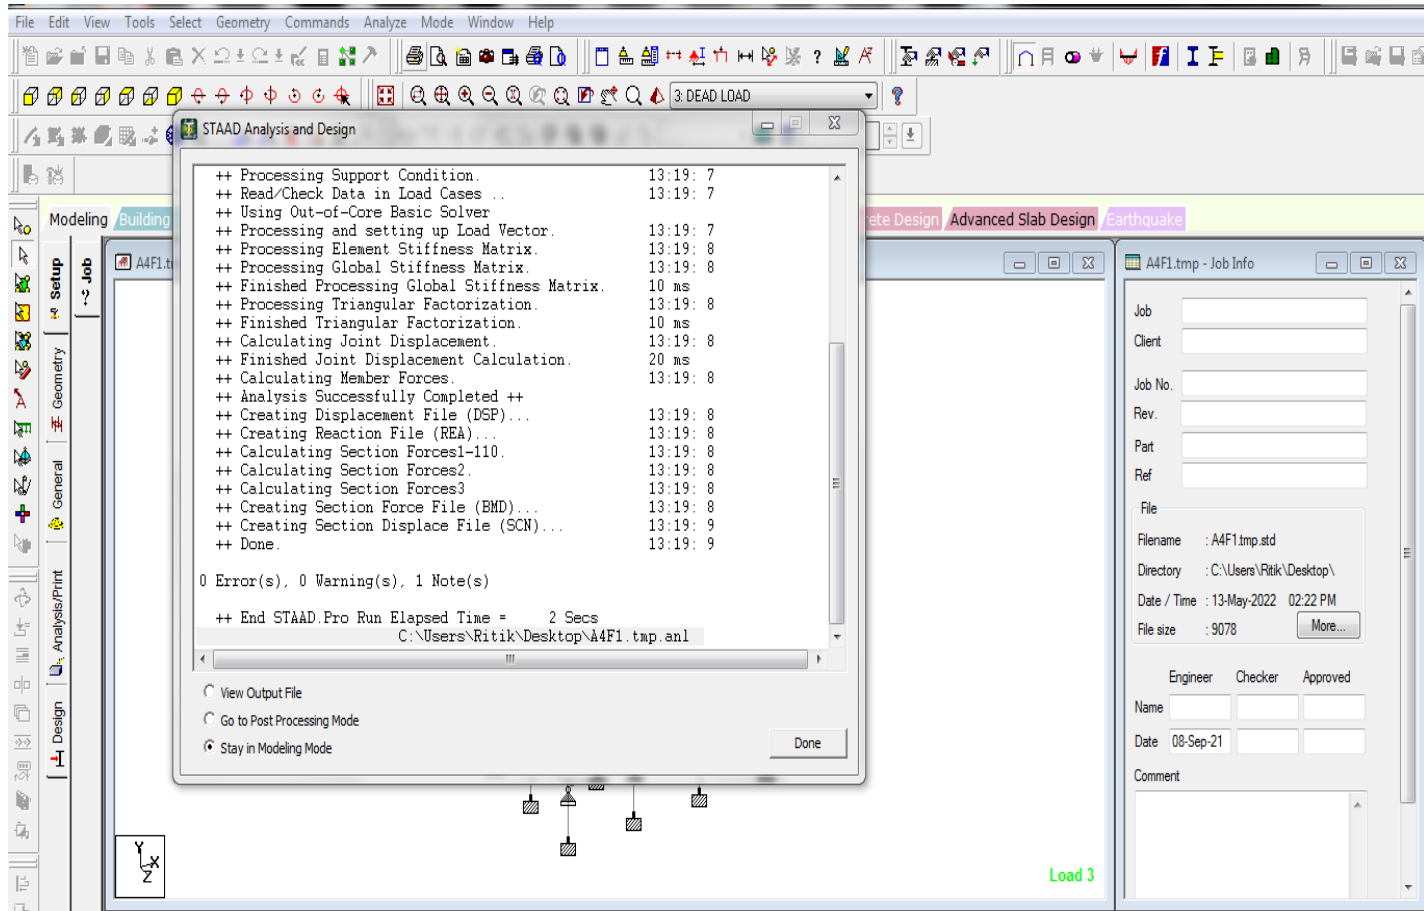 File Edit View Tools Select Geometry Commands Analyze Mode Window Help
3: DEAD LOAD
STAAD Analysis and Design
++ Processing Support Condition. 13:19: 7
++ Read/Check Data in Load Cases .. 13:19: 7
++ Using Out-of-Core Basic Solver
++ Processing and setting up Load Vector. 13:19: 7
++ Processing Element Stiffness Matrix. 13:19: 8
++ Processing Global Stiffness Matrix. 13:19: 8
++ Finished Processing Global Stiffness Matrix. 10 ms
++ Processing Triangular Factorization. 13:19: 8
++ Finished Triangular Factorization. 10 ms
++ Calculating Joint Displacement. 13:19: 8
++ Finished Joint Displacement Calculation. 20 ms
++ Calculating Member Forces. 13:19: 8
++ Analysis Successfully Completed ++
++ Creating Displacement File (DSP)... 13:19: 8
++ Creating Reaction File (REA)... 13:19: 8
++ Calculating Section Forces1-110. 13:19: 8
++ Calculating Section Forces2. 13:19: 8
++ Calculating Section Forces3 13:19: 8
++ Creating Section Force File (BMD)... 13:19: 8
++ Creating Section Displace File (SCN)... 13:19: 9
++ Done. 13:19: 9
0 Error(s), 0 Warning(s), 1 Note(s)
++ End STAAD.Pro Run Elapsed Time = 2 Secs
C:\Users\Ritik\Desktop\A4F1.tmp.anl
View Output File
Go to Post Processing Mode
Stay in Modeling Mode
Done
Modeling Building
ete Design Advanced Slab Design Earthquake
Setup
Job
Geometry
General
Analysis/Print
Design
A4F1.t
Y
X
Z
Load 3
A4F1.tmp - Job Info
Job
Client
Job No.
Rev.
Part
Ref
File
Filename : A4F1.tmp.std
Directory : C:\Users\Ritik\Desktop\
Date / Time : 13-May-2022 02:22 PM
File size : 9078 More...
Engineer Checker Approved
Name
Date 08-Sep-21
Comment